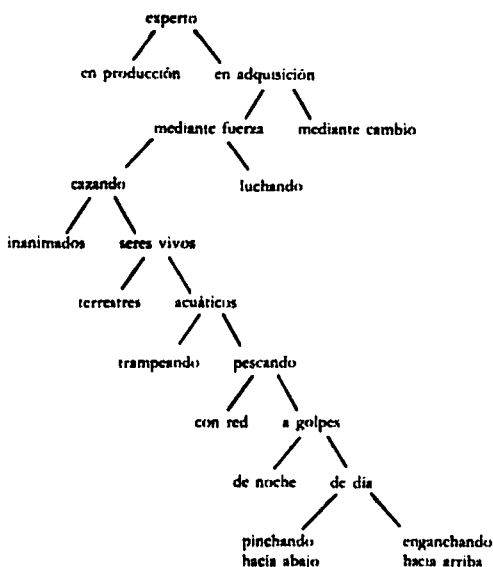 experto
en producción en adquisición
mediante fuerza mediante cambio
cazando luchando
inanimados seres vivos
terrestres acuáticos
trampeando pescando
con red a golpes
de noche de día
pinchando enganchando
hacia abajo hacia arriba